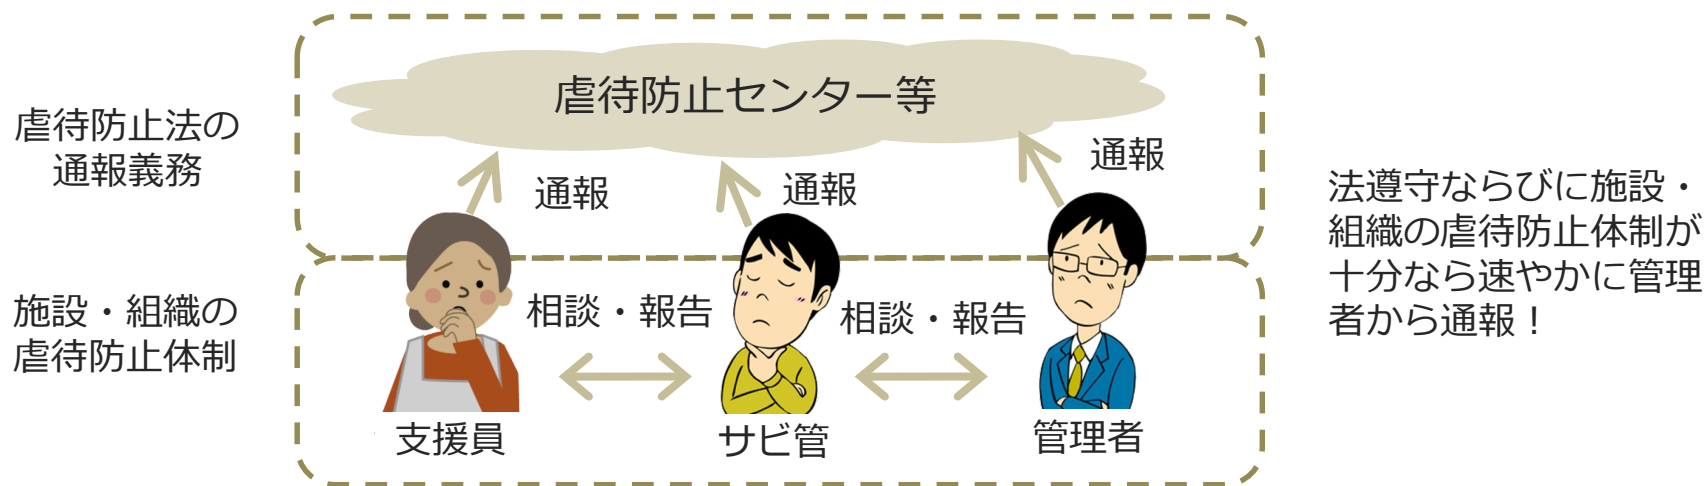 虐待防止センター等
虐待防止法の
通報義務
通報
通報
通報
法遵守ならびに施設・
組織の虐待防止体制が
十分なら速やかに管理
者から通報！
施設・組織の
虐待防止体制
相談・報告
相談・報告
支援員
サビ管
管理者